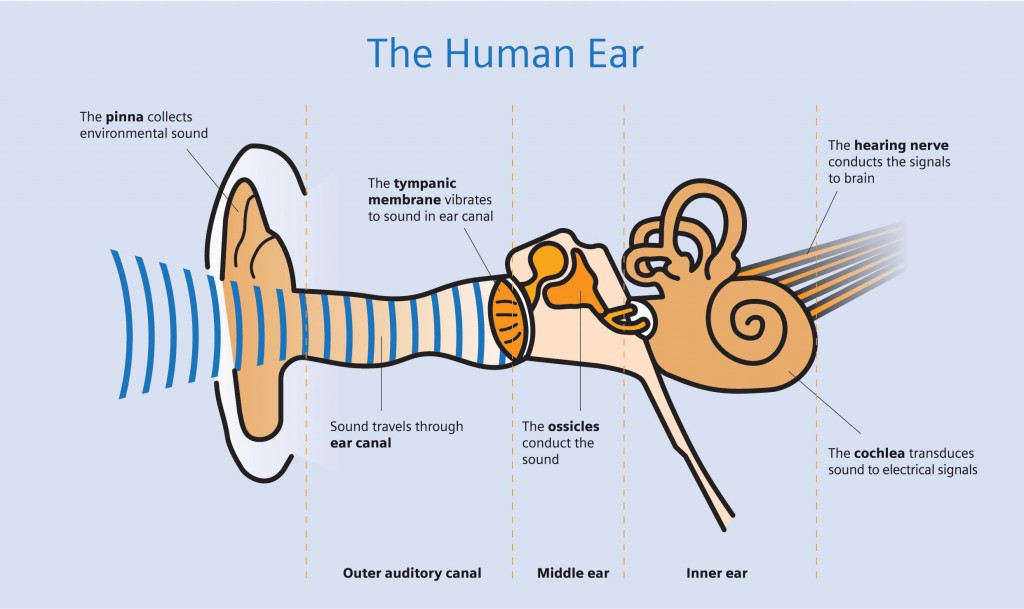 The Human Ear
The pinna collects
environmental sound
The tympanic
membrane vibrates
to sound in ear canal
The hearing nerve
conducts the signals
to brain
Sound travels through
ear canal
The ossicles
conduct the
sound
The cochlea transduces
sound to electrical signals
Outer auditory canal
Middle ear
Inner ear